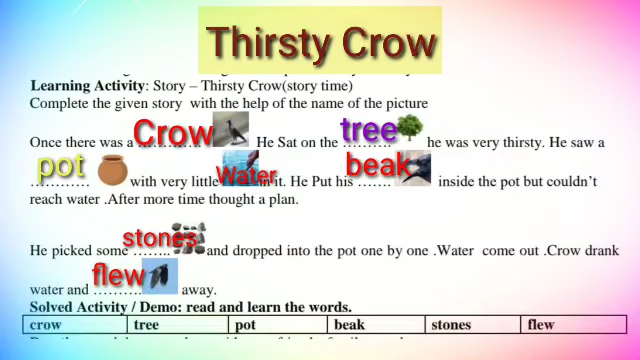 Thirsty Crow
Learning Activity: Story – Thirsty Crow(story time)
Complete the given story with the help of the name of the picture
Once there was a Crow He Sat on the tree he was very thirsty. He saw a
pot with very little Water in it. He Put his beak inside the pot but couldn't
reach water .After more time thought a plan.
He picked some stones and dropped into the pot one by one .Water come out .Crow drank
water and flew away.
Solved Activity / Demo: read and learn the words.
crow tree pot beak stones flew